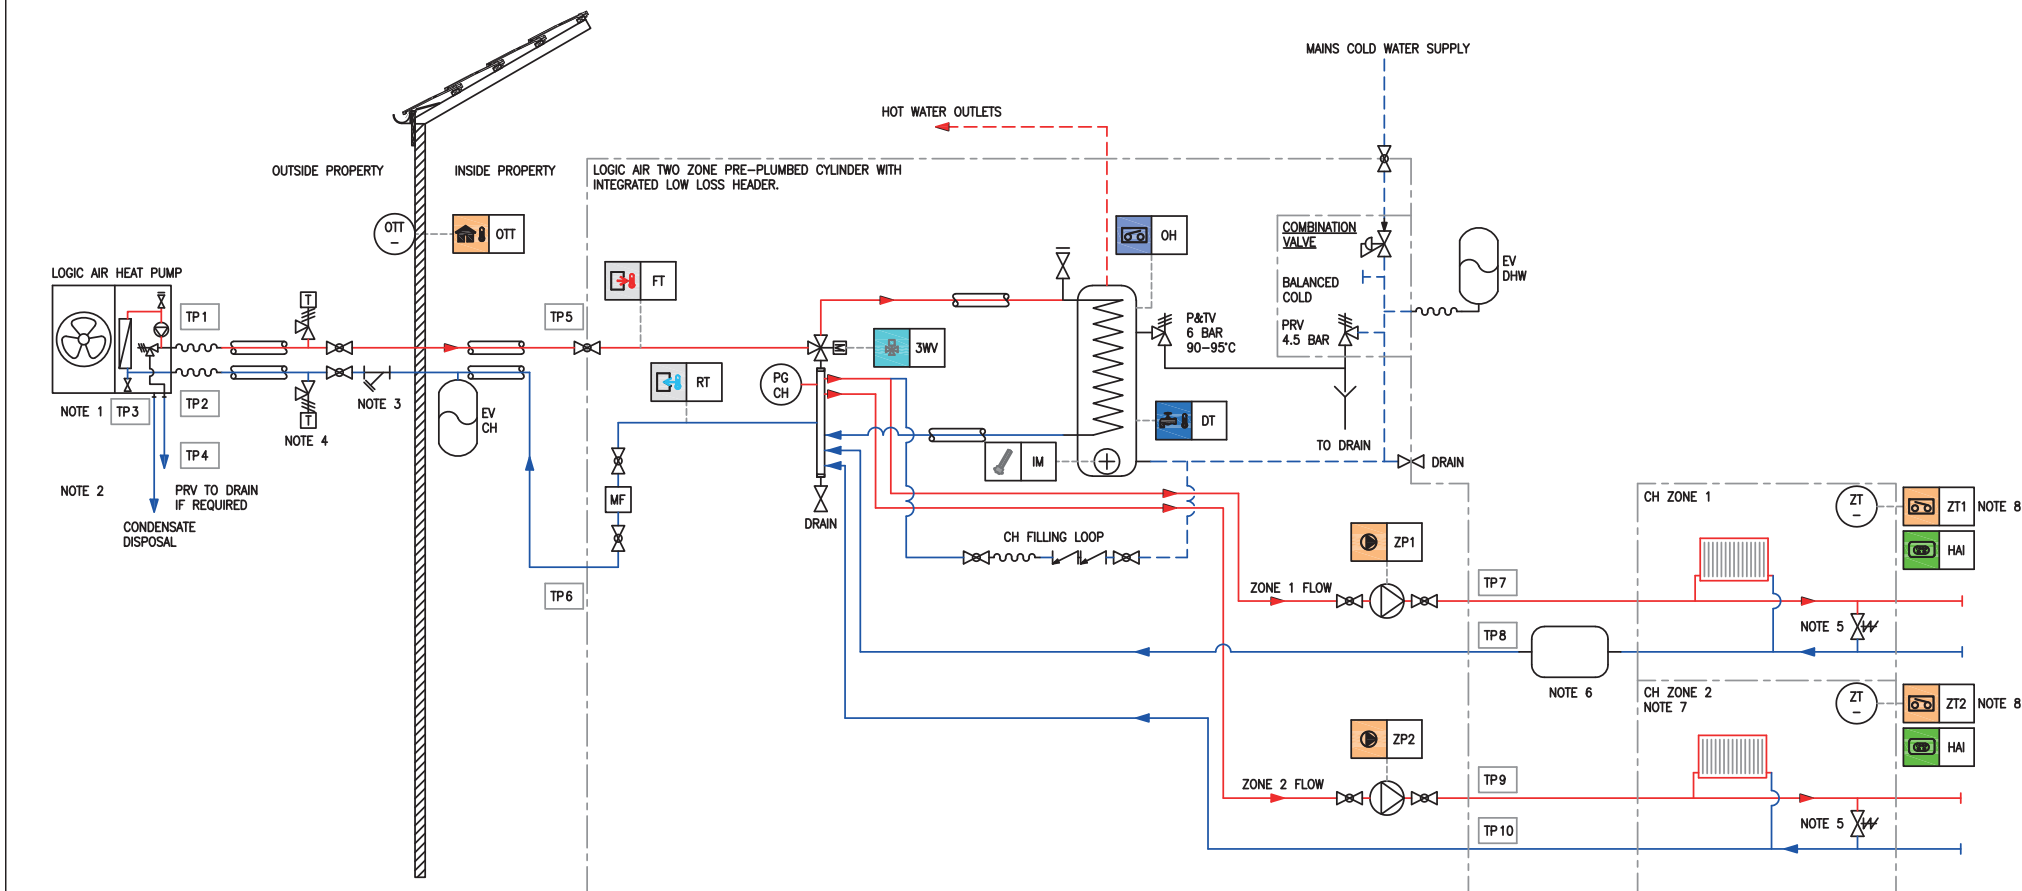 MAINS COLD WATER SUPPLY
HOT WATER OUTLETS
OUTSIDE PROPERTY
INSIDE PROPERTY
LOGIC AIR TWO ZONE PRE-PLUMBED CYLINDER WITH
INTEGRATED LOW LOSS HEADER.
OTT
–
OTT
OH
COMBINATION
VALVE
LOGIC AIR HEAT PUMP
FT
EV
DHW
BALANCED
COLD
T
TP1
TP5
P&TV
6 BAR
90-95°C
PRV
4.5 BAR
3WV
RT
PG
CH
NOTE 1
TP3
TP2
NOTE 3
EV
CH
DT
T
NOTE 4
TO DRAIN
TP4
IM
DRAIN
NOTE 2
PRV TO DRAIN
IF REQUIRED
MF
CH ZONE 1
ZT
–
ZT1
NOTE 8
CONDENSATE
DISPOSAL
DRAIN
CH FILLING LOOP
ZP1
HAI
TP6
ZONE 1 FLOW
TP7
NOTE 5
TP8
NOTE 6
CH ZONE 2
NOTE 7
ZT
–
ZT2
NOTE 8
ZP2
HAI
ZONE 2 FLOW
TP9
NOTE 5
TP10